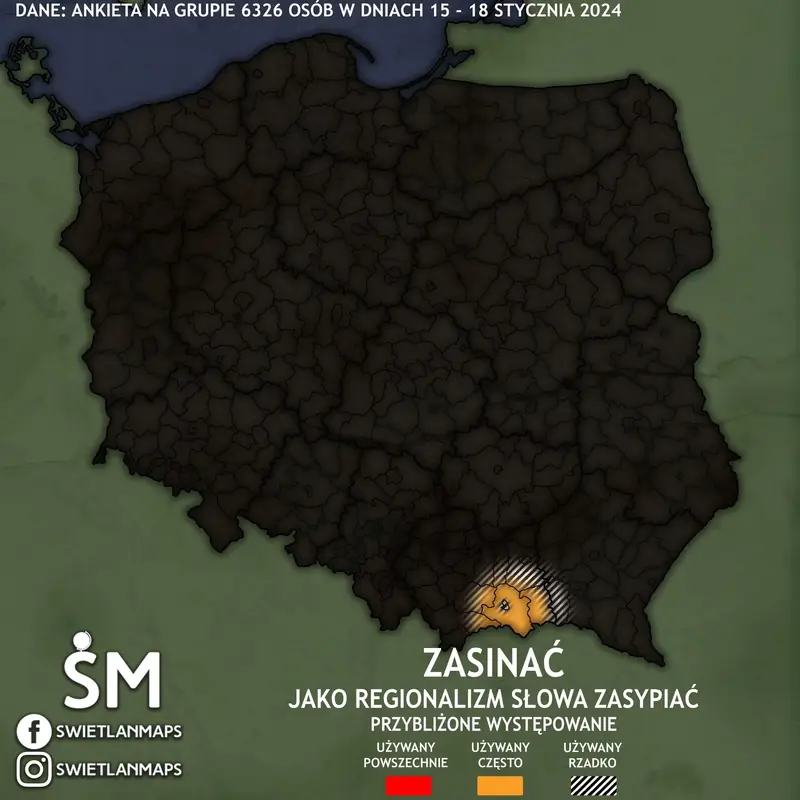 DANE: ANKIETA NA GRUPIE 6326 OSÓB W DNIACH 15 - 18 STYCZNIA 2024
ŚM
SWIETLANMAPS
SWIETLANMAPS
ZASINAĆ
JAKO REGIONALIZM SŁOWA ZASYPIAĆ
PRZYBLIŻONE WYSTĘPOWANIE
UŻYWANY POWSZECHNIE
UŻYWANY CZĘSTO
UŻYWANY RZADKO